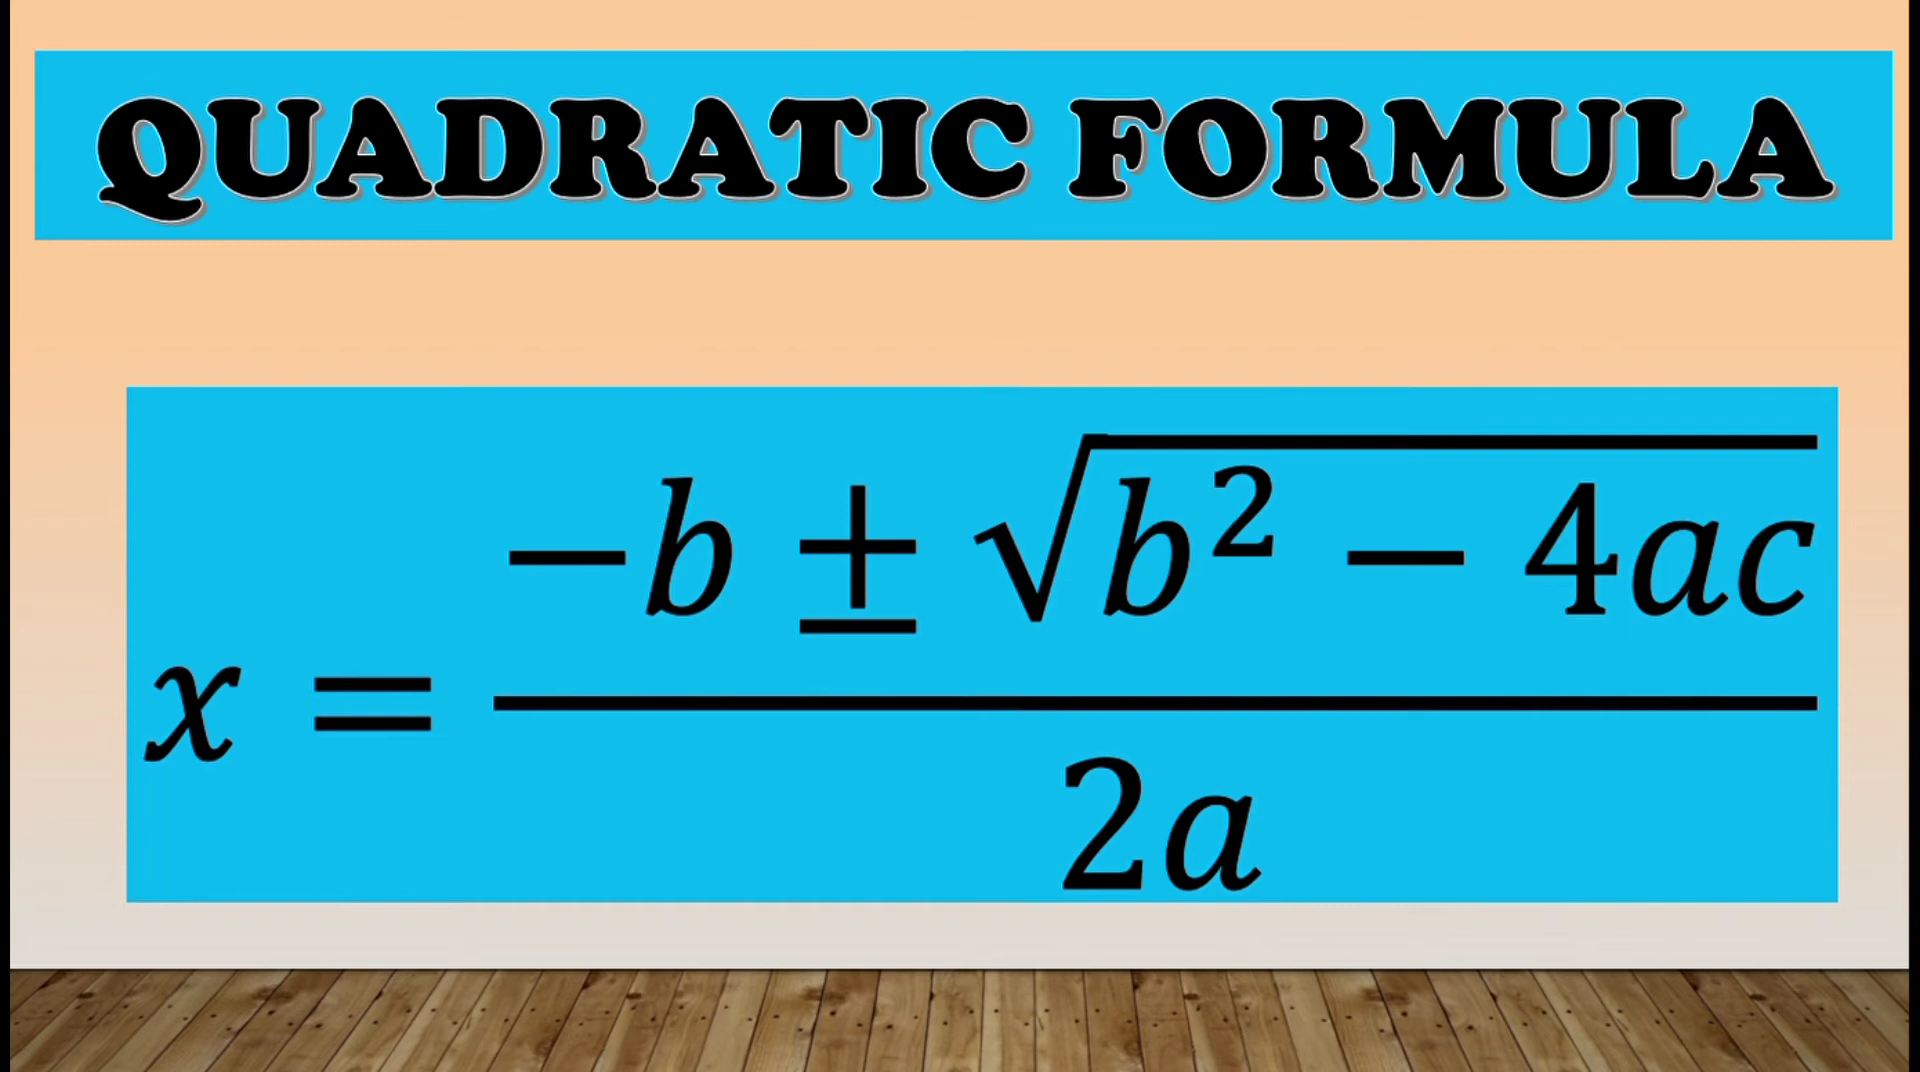 QUADRATIC FORMULA
x = (−b ± √(b² − 4ac)) / 2a